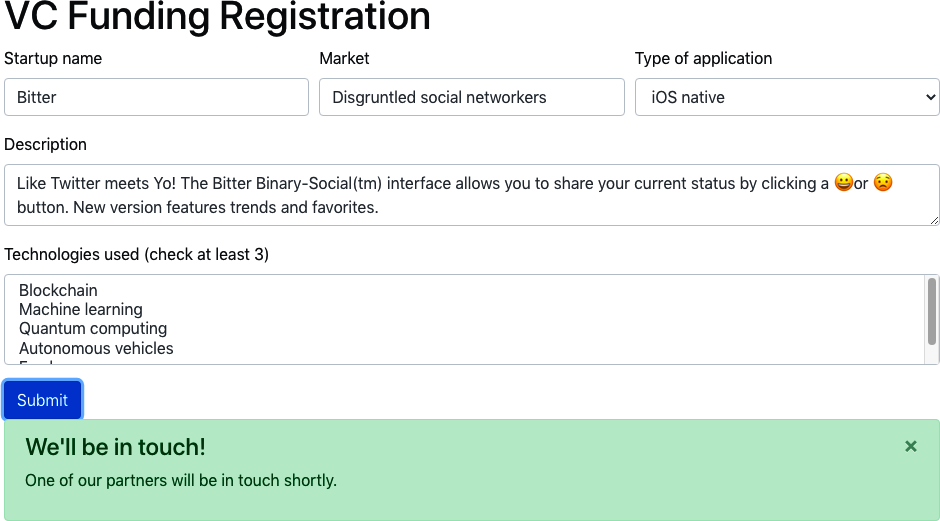 VC Funding Registration
Startup name
Market
Type of application
Bitter
Disgruntled social networkers
iOS native
Description
Like Twitter meets Yo! The Bitter Binary-Social(tm) interface allows you to share your current status by clicking a 😀or 😟
button. New version features trends and favorites.
Technologies used (check at least 3)
Blockchain
Machine learning
Quantum computing
Autonomous vehicles
Submit
We'll be in touch!
×
One of our partners will be in touch shortly.